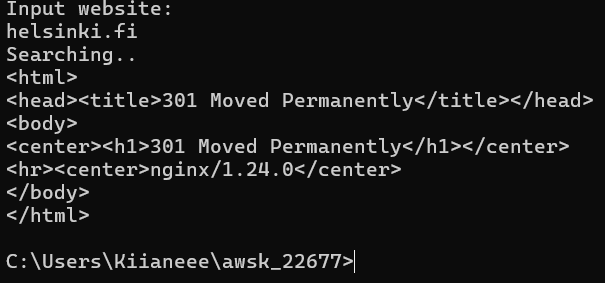 Input website:
helsinki.fi
Searching..
<html>
<head><title>301 Moved Permanently</title></head>
<body>
<center><h1>301 Moved Permanently</h1></center>
<hr><center>nginx/1.24.0</center>
</body>
</html>
C:\Users\Kiianeee\awsk_22677>